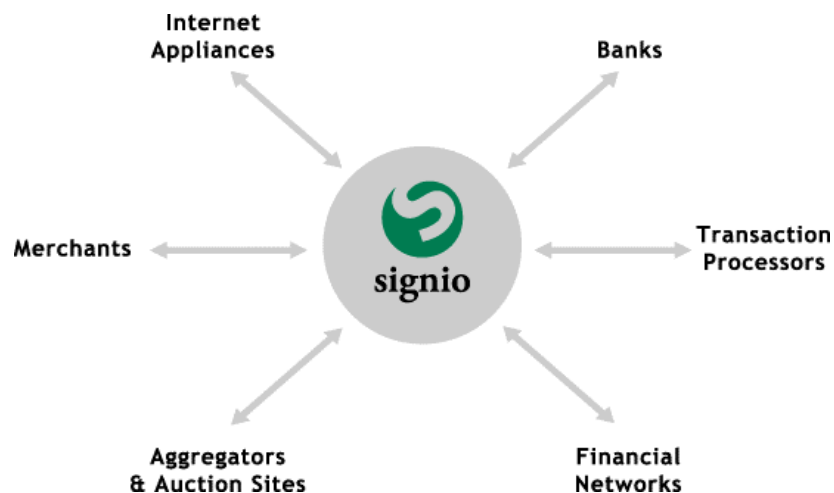 Internet
Appliances
Banks
Merchants
signio
Transaction
Processors
Aggregators
& Auction Sites
Financial
Networks